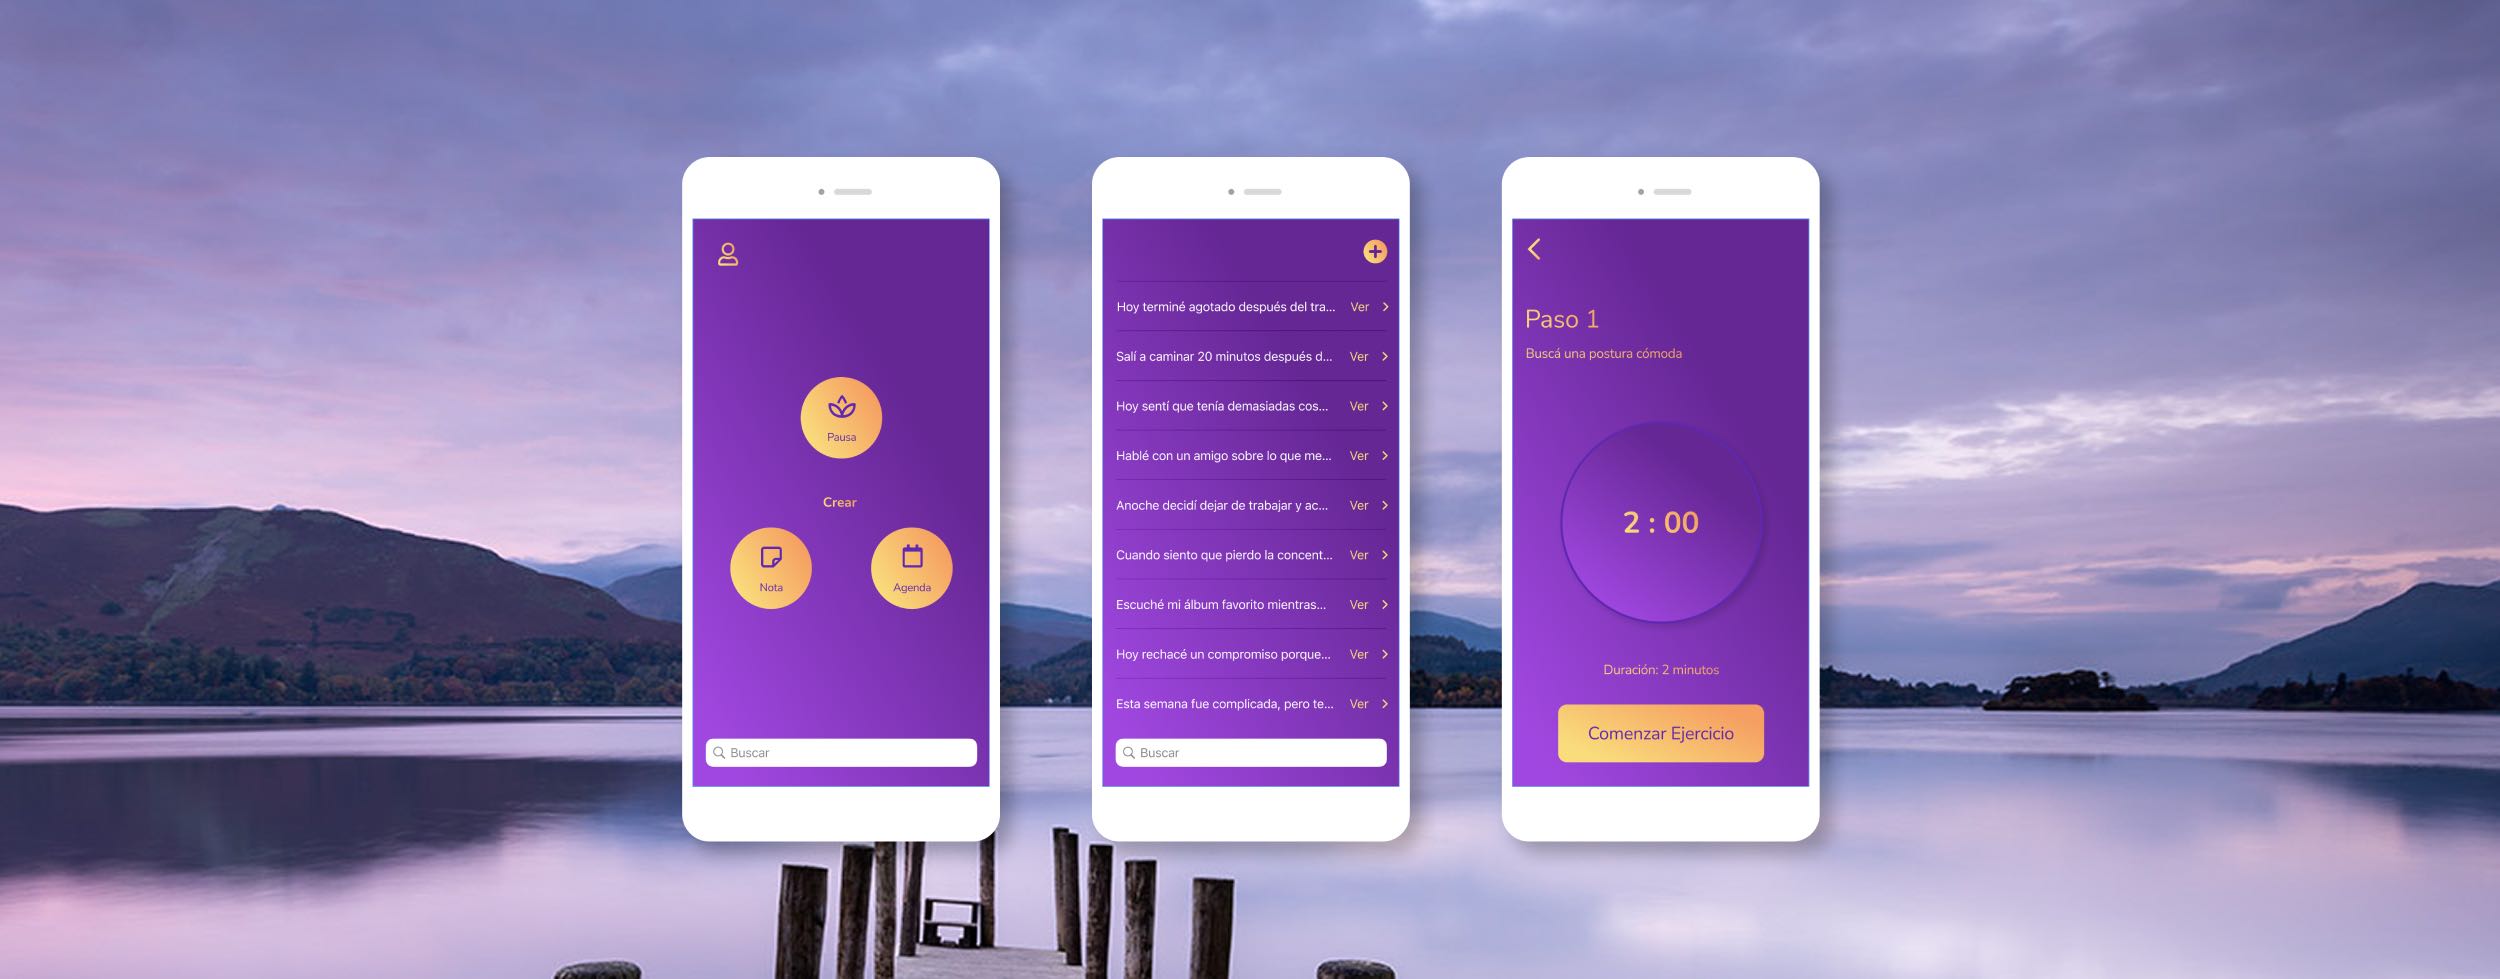 Pausa
Crear
Nota
Agenda
Buscar
Hoy terminé agotado después del tra... Ver
Salí a caminar 20 minutos después d... Ver
Hoy sentí que tenía demasiadas cos... Ver
Hablé con un amigo sobre lo que me... Ver
Anoche decidí dejar de trabajar y ac... Ver
Cuando siento que pierdo la concent... Ver
Escuché mi álbum favorito mientras... Ver
Hoy rechacé un compromiso porque... Ver
Esta semana fue complicada, pero te... Ver
Buscar
Paso 1
Buscá una postura cómoda
2 : 00
Duración: 2 minutos
Comenzar Ejercicio